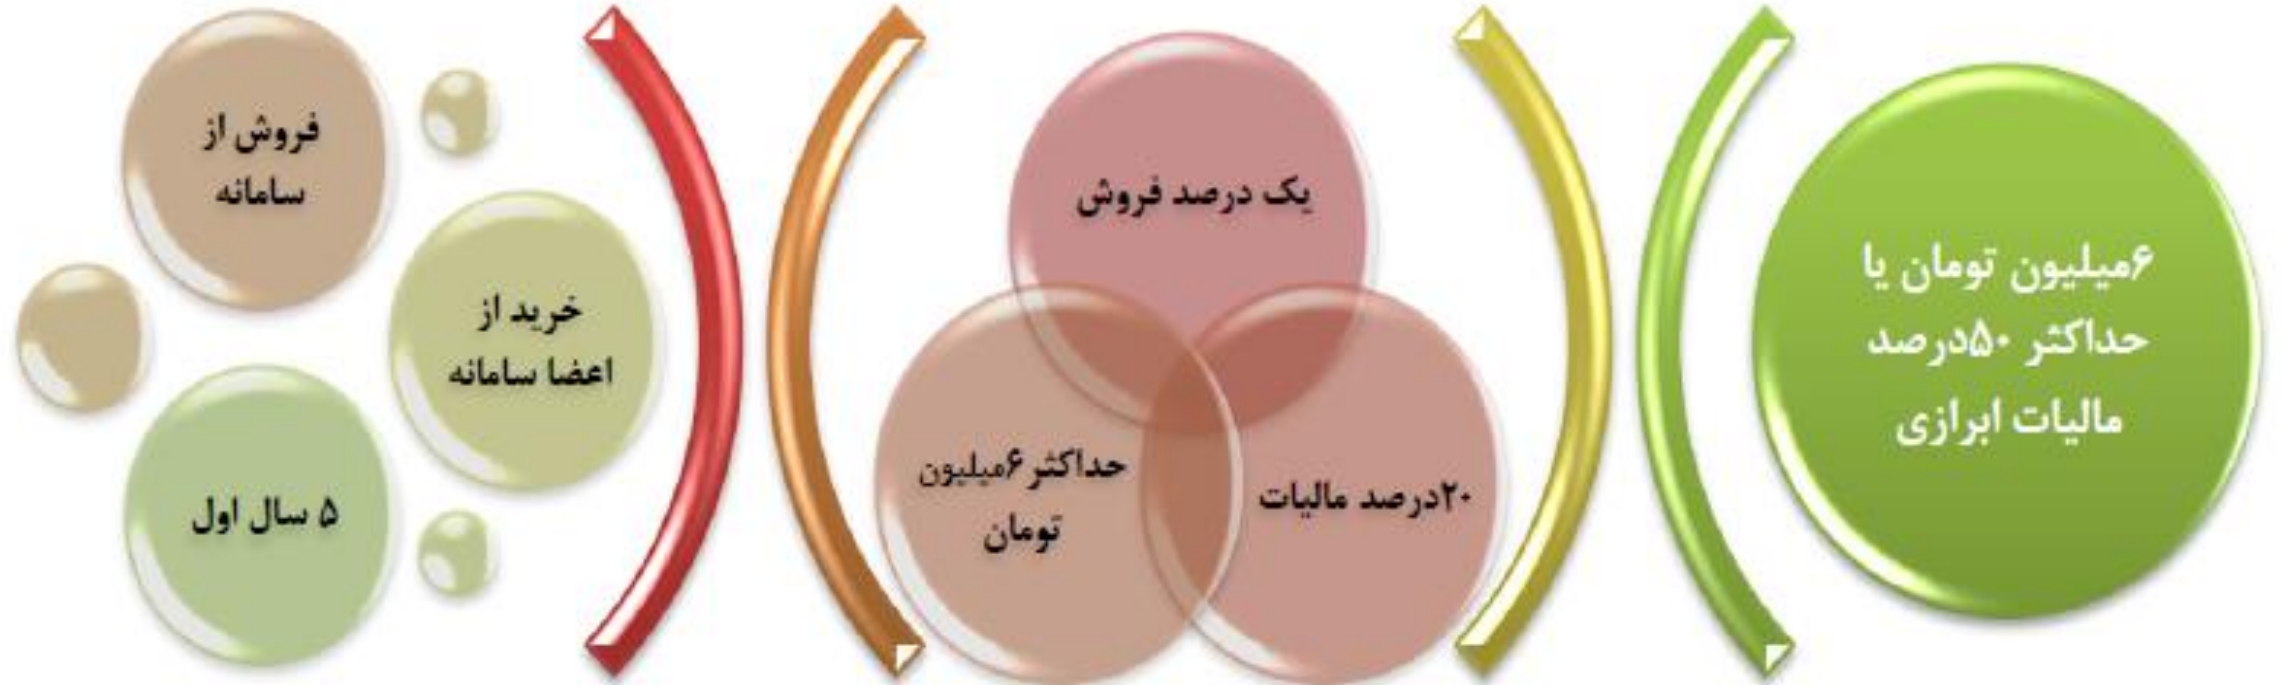 فروش از
سامانه
خرید از
اعضا سامانه
۵ سال اول
یک درصد فروش
حداکثر ۶میلیون
تومان
۲۰درصد مالیات
۶میلیون تومان یا
حداکثر ۵۰درصد
مالیات ابرازی